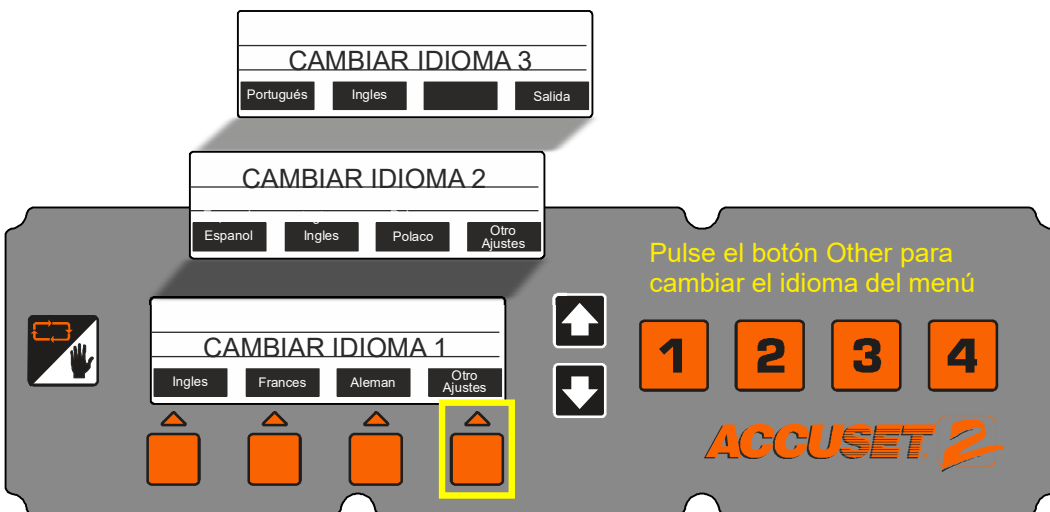 CAMBIAR IDIOMA 3
Portugués Ingles Salida
CAMBIAR IDIOMA 2
Espanol Ingles Polaco Otro Ajustes
Pulse el botón Other para
cambiar el idioma del menú
CAMBIAR IDIOMA 1
Ingles Frances Aleman Otro Ajustes
1 2 3 4
ACCUSET 2